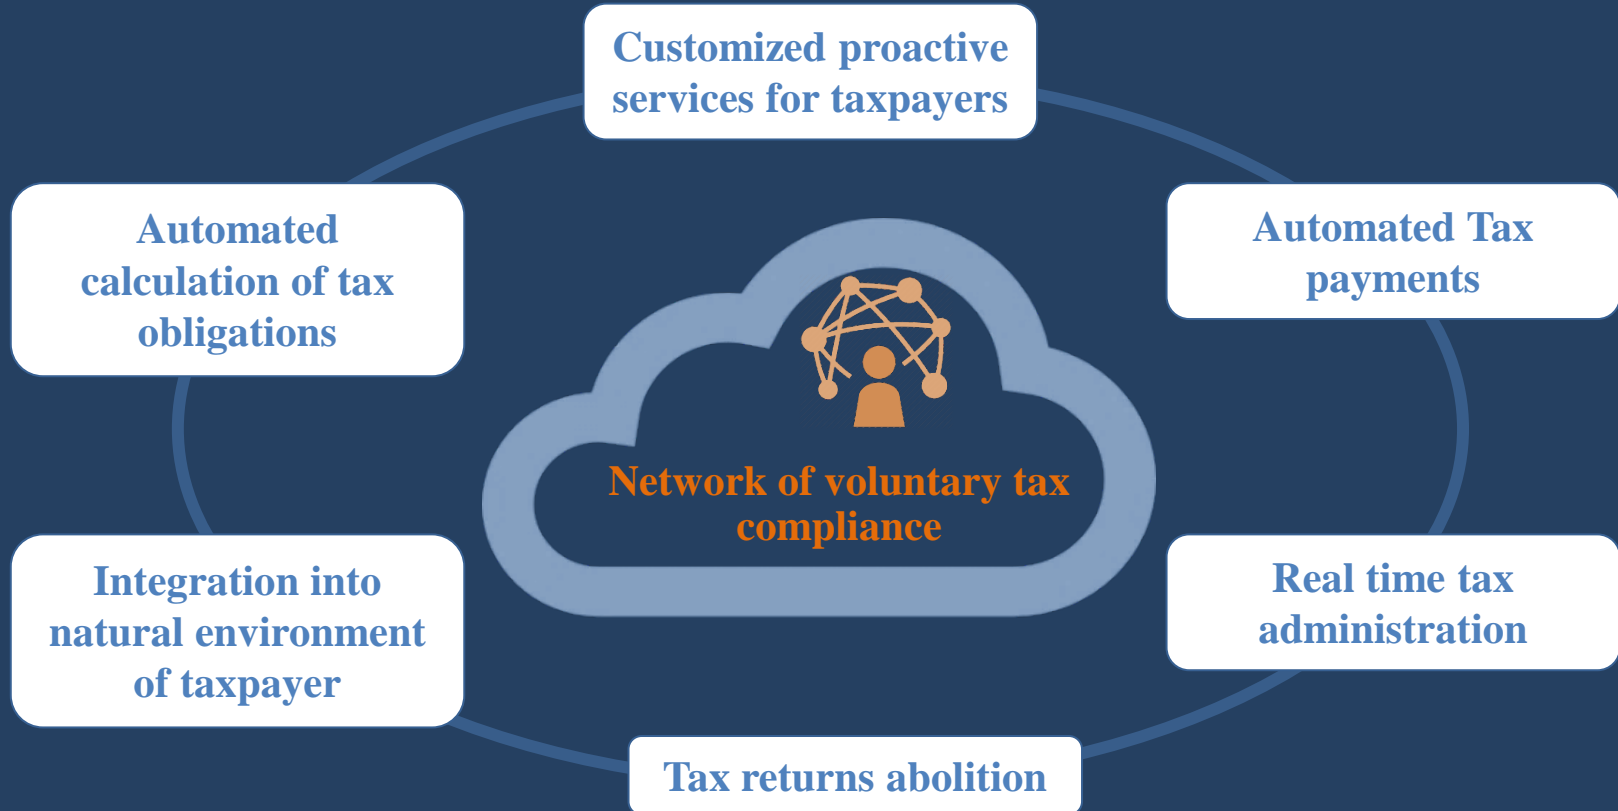 Customized proactive
services for taxpayers
Automated
calculation of tax
obligations
Automated Tax
payments
Network of voluntary tax
compliance
Integration into
natural environment
of taxpayer
Real time tax
administration
Tax returns abolition